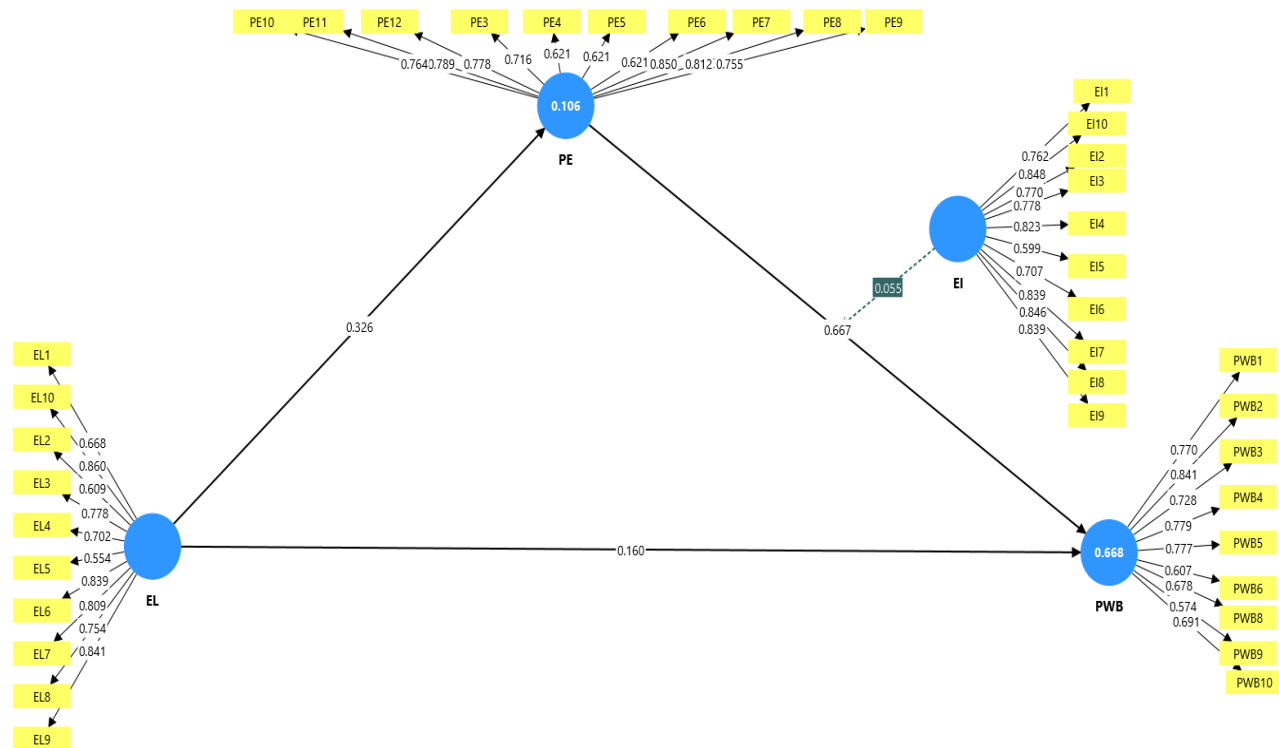 PE10 PE11 PE12 PE3 PE4 PE5 PE6 PE7 PE8 PE9
0.764 0.789 0.778 0.716 0.621 0.621 0.621 0.850 0.812 0.755
0.106
PE
EI1
EI10
EI2
EI3
EI4
EI5
EI6
EI7
EI8
EI9
0.762
0.848
0.770
0.778
0.823
0.599
0.707
0.839
0.846
0.839
EI
0.055
0.326
0.667
EL1
EL10
EL2
EL3
EL4
EL5
EL6
EL7
EL8
EL9
0.668
0.860
0.609
0.778
0.702
0.554
0.839
0.809
0.754
0.841
EL
0.160
0.668
PWB
0.770
0.841
0.728
0.779
0.777
0.607
0.678
0.574
0.691
PWB1
PWB2
PWB3
PWB4
PWB5
PWB6
PWB8
PWB9
PWB10